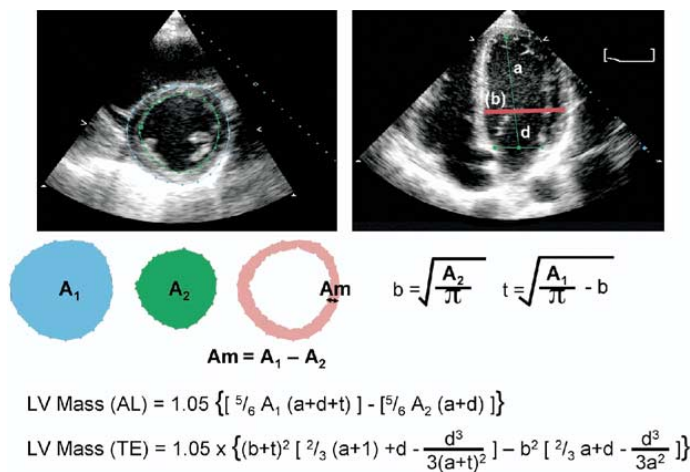 a
(b)
d
A₁
A₂
Am
b = √(A₂/π) t = √(A₁/π - b)
Am = A₁ – A₂
LV Mass (AL) = 1.05 {[ ⁵/₆ A₁ (a+d+t) ] - [⁵/₆ A₂ (a+d) ]}
LV Mass (TE) = 1.05 x {(b+t)² [ ²/₃ (a+1) +d - d³/3(a+t)² ] – b² [ ²/₃ a+d - d³/3a² ]}